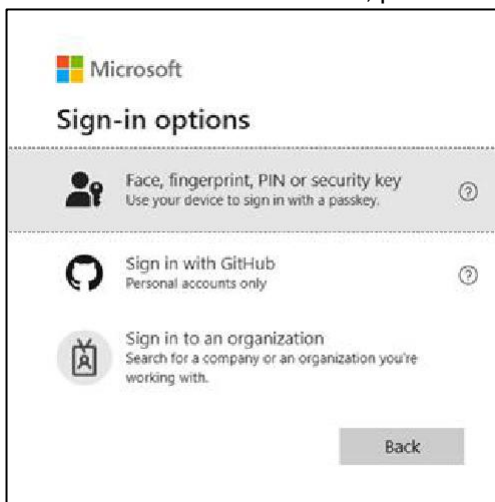 Microsoft
Sign-in options
Face, fingerprint, PIN or security key
Use your device to sign in with a passkey.
Sign in with GitHub
Personal accounts only
Sign in to an organization
Search for a company or an organization you're
working with.
Back